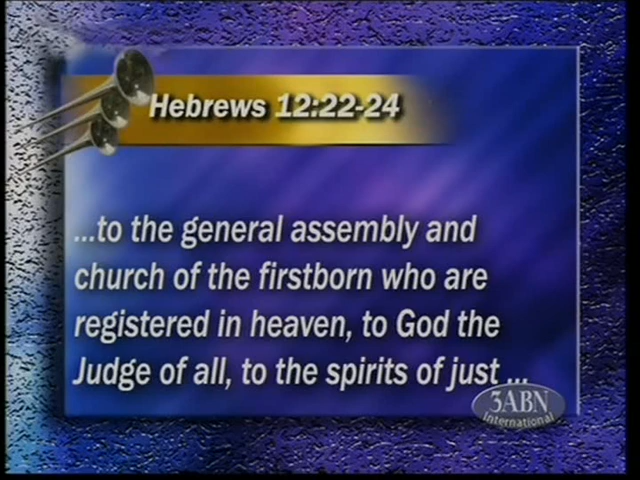 Hebrews 12:22-24
...to the general assembly and
church of the firstborn who are
registered in heaven, to God the
Judge of all, to the spirits of just ...
3ABN
International